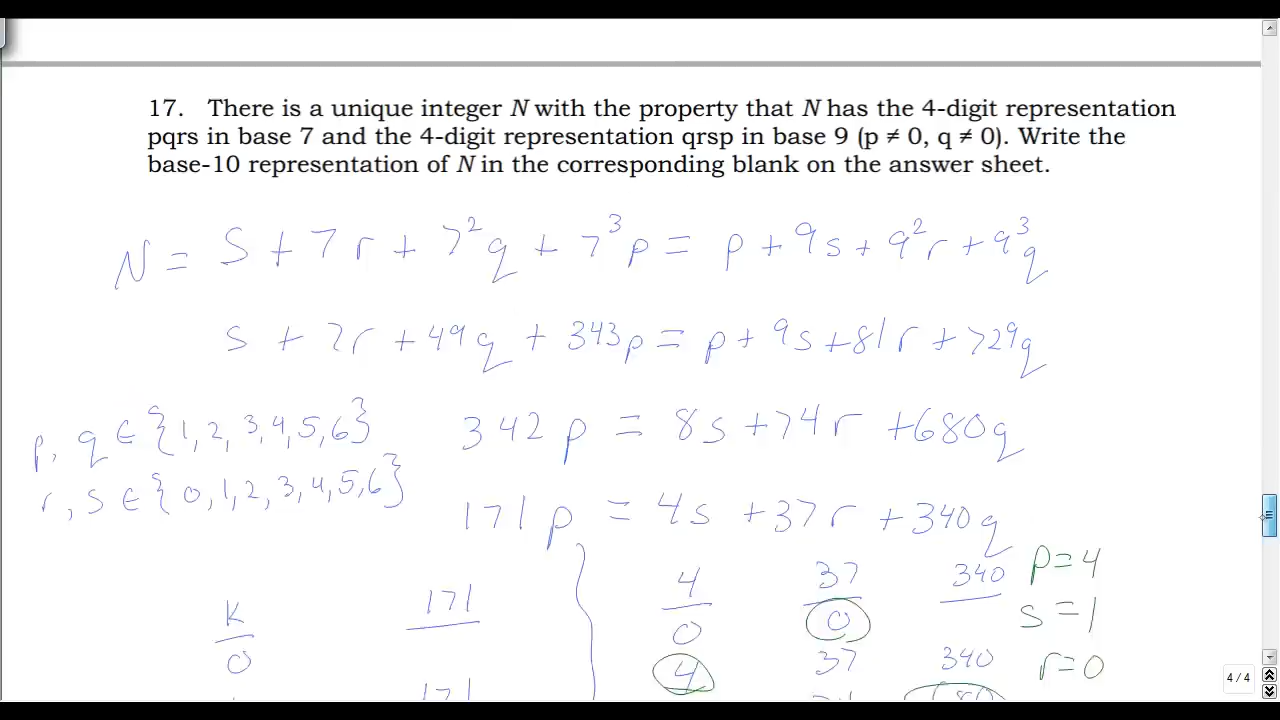 17. There is a unique integer N with the property that N has the 4-digit representation
pqrs in base 7 and the 4-digit representation qrsp in base 9 (p ≠ 0, q ≠ 0). Write the
base-10 representation of N in the corresponding blank on the answer sheet.
N = s + 7r + 7²q + 7³p = p + 9s + 9²r + 9³q
s + 7r + 49q + 343p = p + 9s + 81r + 729q
p, q ∈ {1, 2, 3, 4, 5, 6}
342p = 8s + 74r + 680q
r, s ∈ {0, 1, 2, 3, 4, 5, 6}
171p = 4s + 37r + 340q
K 171 4 37 340 p = 4
0 0 0 s = 1
4 37 340 r = 0
171
4/4